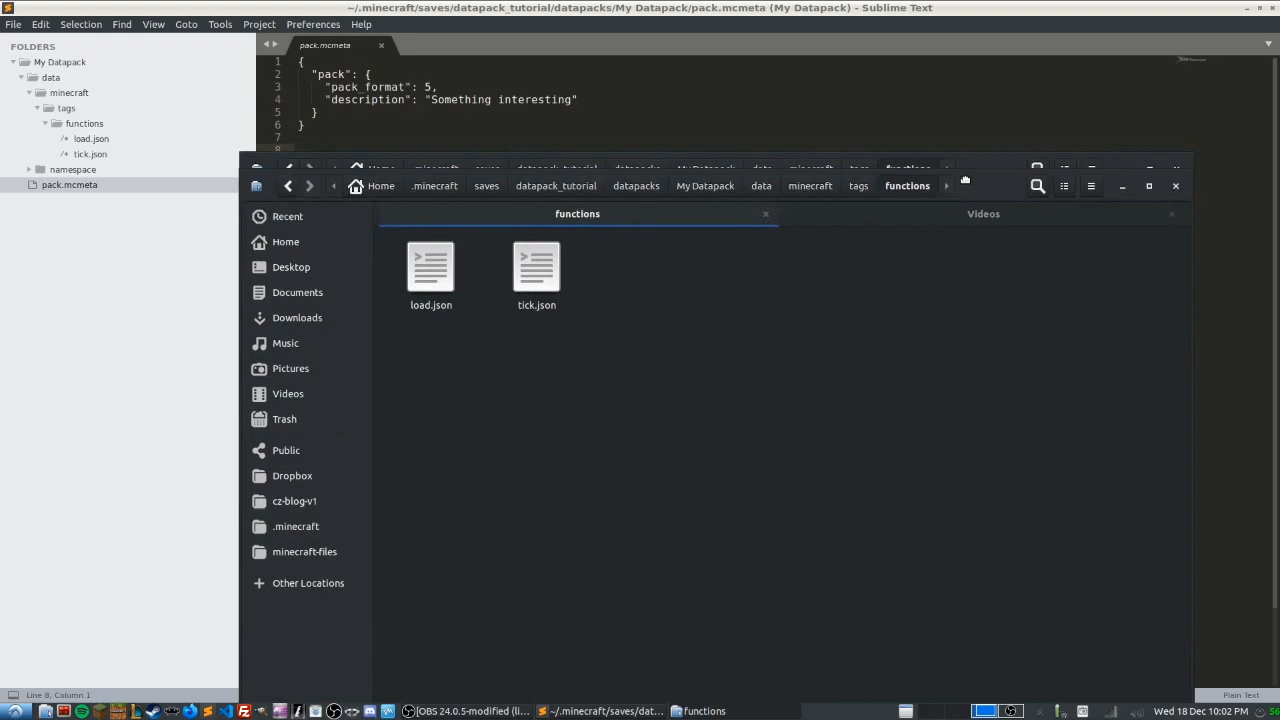 ~/.minecraft/saves/datapack_tutorial/datapacks/My Datapack/pack.mcmeta (My Datapack) - Sublime Text
File Edit Selection Find View Goto Tools Project Preferences Help
FOLDERS
My Datapack
data
minecraft
tags
functions
load.json
tick.json
namespace
pack.mcmeta
pack.mcmeta
1 {
2 "pack": {
3 "pack_format": 5,
4 "description": "Something interesting"
5 }
6 }
7
8
Home .minecraft saves datapack_tutorial datapacks My Datapack data minecraft tags functions
functions Videos
Recent
Home
Desktop
Documents
Downloads
Music
Pictures
Videos
Trash
Public
Dropbox
cz-blog-v1
.minecraft
minecraft-files
Other Locations
load.json tick.json
Line 8, Column 1 Plain Text
[OBS 24.0.5-modified (li... ~/.minecraft/saves/dat... functions Wed 18 Dec 10:02 PM